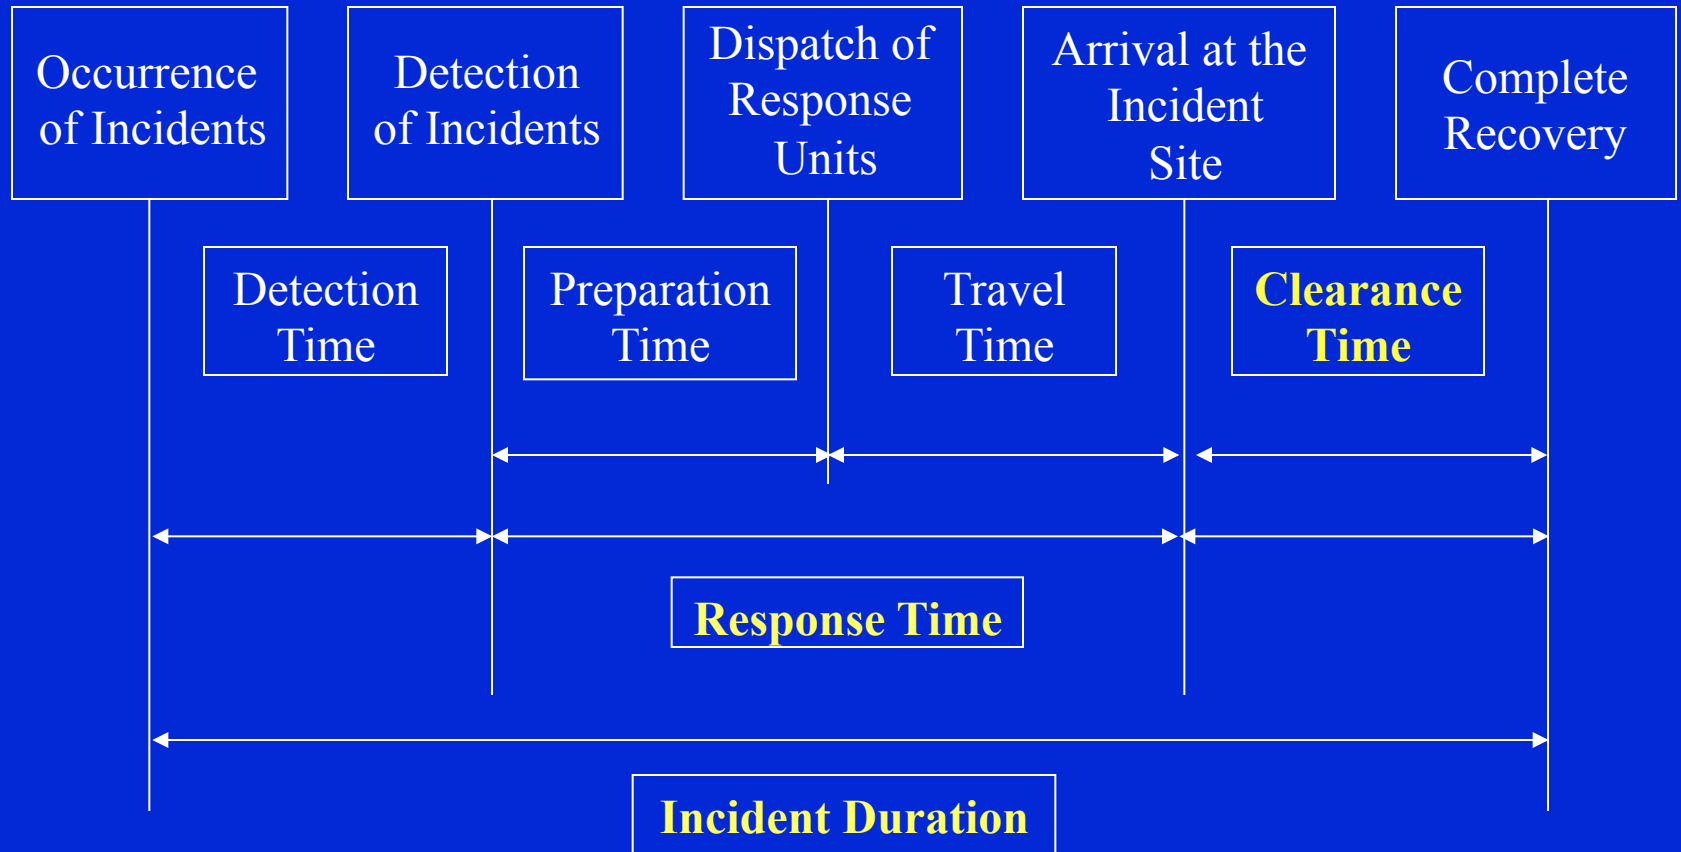 Occurrence
of Incidents
Detection
of Incidents
Dispatch of
Response
Units
Arrival at the
Incident
Site
Complete
Recovery
Detection
Time
Preparation
Time
Travel
Time
Clearance
Time
Response Time
Incident Duration